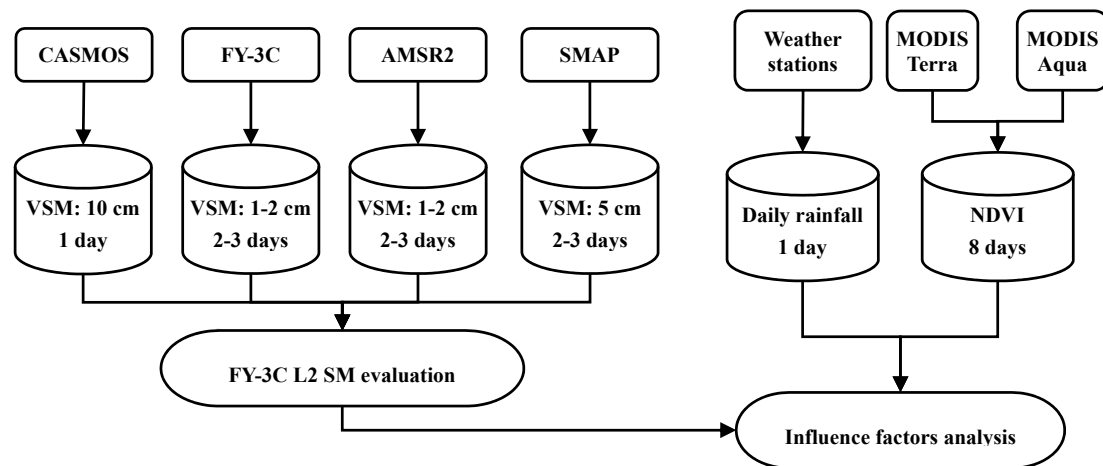 CASMOS
FY-3C
AMSR2
SMAP
Weather
stations
MODIS
Terra
MODIS
Aqua
VSM: 10 cm
1 day
VSM: 1-2 cm
2-3 days
VSM: 1-2 cm
2-3 days
VSM: 5 cm
2-3 days
Daily rainfall
1 day
NDVI
8 days
FY-3C L2 SM evaluation
Influence factors analysis